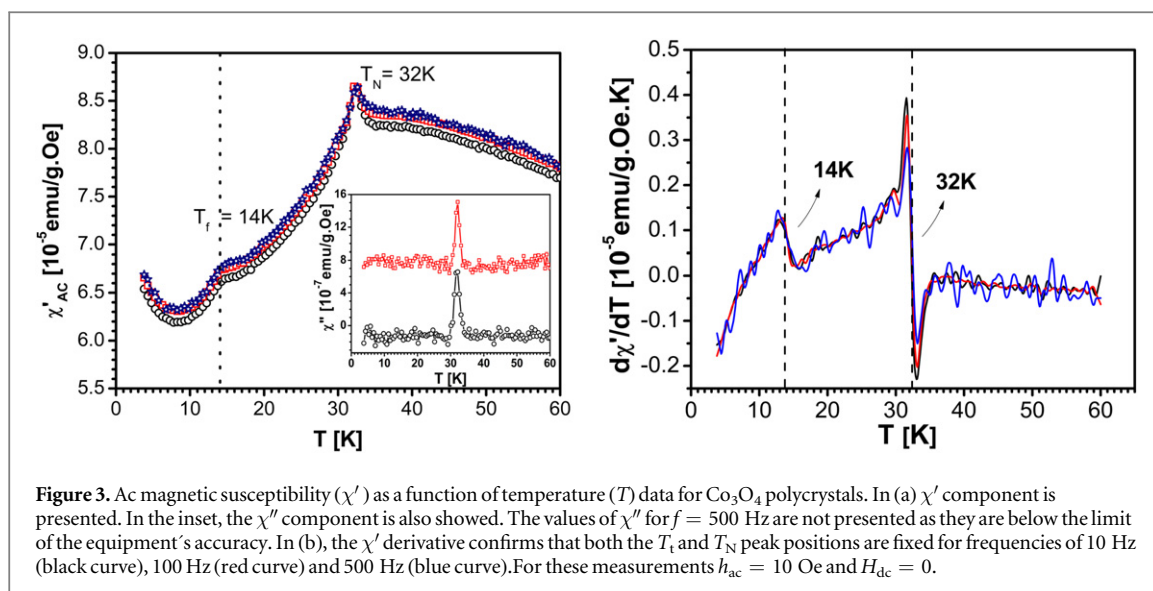 9.0
8.5
8.0
7.5
7.0
6.5
6.0
5.5
χ'AC [10-5 emu/g.Oe]
TN = 32K
Tf = 14K
0 10 20 30 40 50 60
T [K]
16
8
0
χ'' [10-7 emu/g.Oe]
0 10 20 30 40 50 60
T [K]
0.5
0.4
0.3
0.2
0.1
0.0
-0.1
-0.2
dχ'/dT [10-5 emu/g.Oe.K]
14K
32K
0 10 20 30 40 50 60
T [K]
Figure 3. Ac magnetic susceptibility (χ′) as a function of temperature (T) data for Co3O4 polycrystals. In (a) χ′ component is
presented. In the inset, the χ″ component is also showed. The values of χ″ for f = 500 Hz are not presented as they are below the limit
of the equipment´s accuracy. In (b), the χ′ derivative confirms that both the Tt and TN peak positions are fixed for frequencies of 10 Hz
(black curve), 100 Hz (red curve) and 500 Hz (blue curve).For these measurements hac = 10 Oe and Hdc = 0.